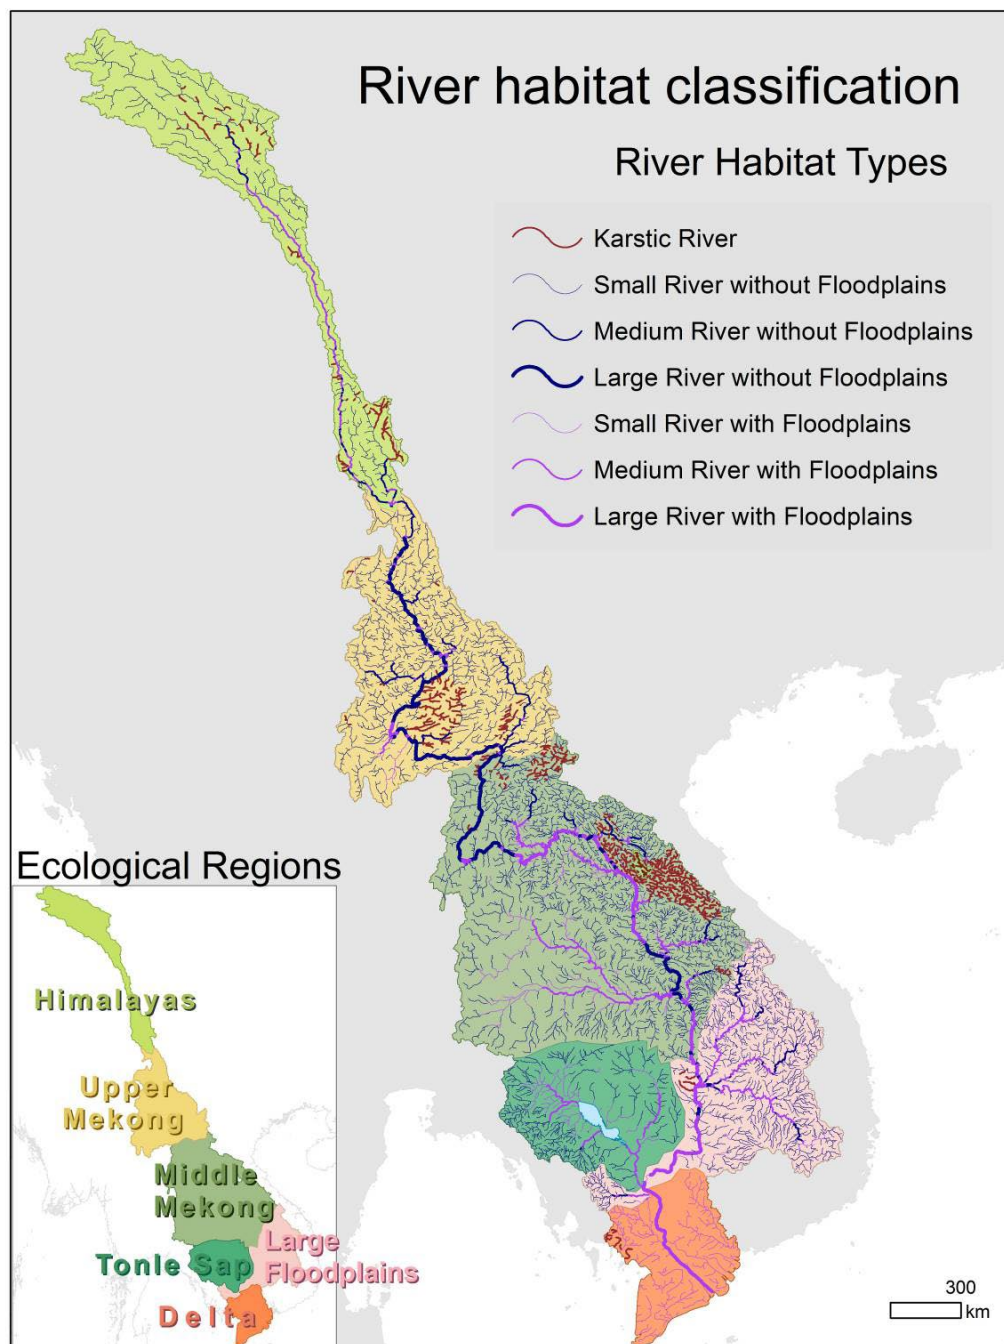 River habitat classification
River Habitat Types
Karstic River
Small River without Floodplains
Medium River without Floodplains
Large River without Floodplains
Small River with Floodplains
Medium River with Floodplains
Large River with Floodplains
Ecological Regions
Himalayas
Upper
Mekong
Middle
Mekong
Large
Floodplains
Tonle Sap
Delta
300
km